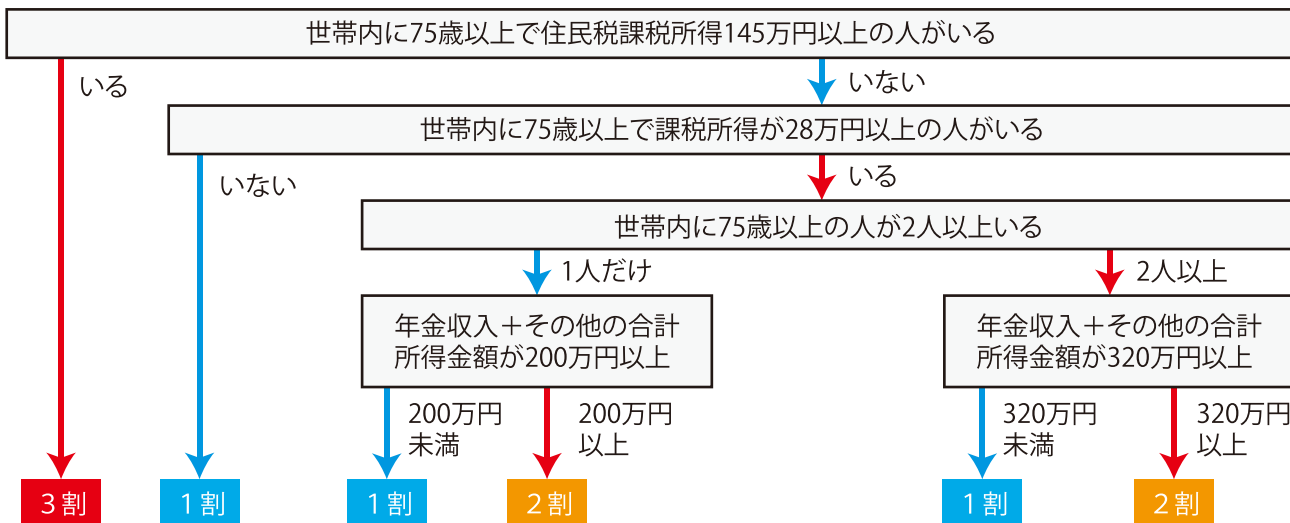 世帯内に75歳以上で住民税課税所得145万円以上の人がいる
いる
いない
世帯内に75歳以上で課税所得が28万円以上の人がいる
いない
いる
世帯内に75歳以上の人が2人以上いる
1人だけ
2人以上
年金収入＋その他の合計
所得金額が200万円以上
年金収入＋その他の合計
所得金額が320万円以上
200万円
未満
200万円
以上
320万円
未満
320万円
以上
3割
1割
1割
2割
1割
2割